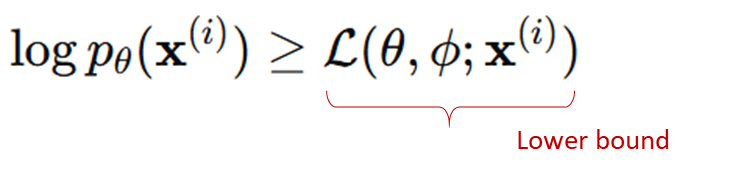 log p_θ(x^(i)) ≥ ℒ(θ, ϕ; x^(i))
Lower bound